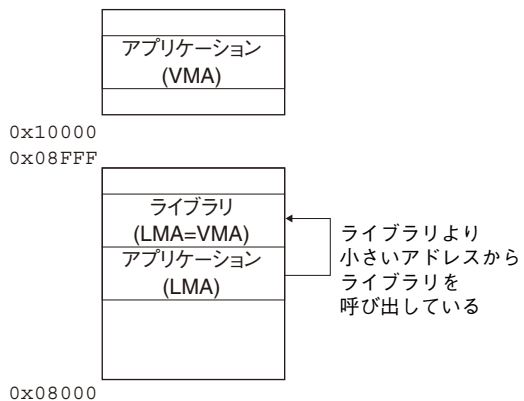 アプリケーション
(VMA)
0x10000
0x08FFF
ライブラリ
(LMA=VMA)
アプリケーション
(LMA)
ライブラリより
小さいアドレスから
ライブラリを
呼び出している
0x08000